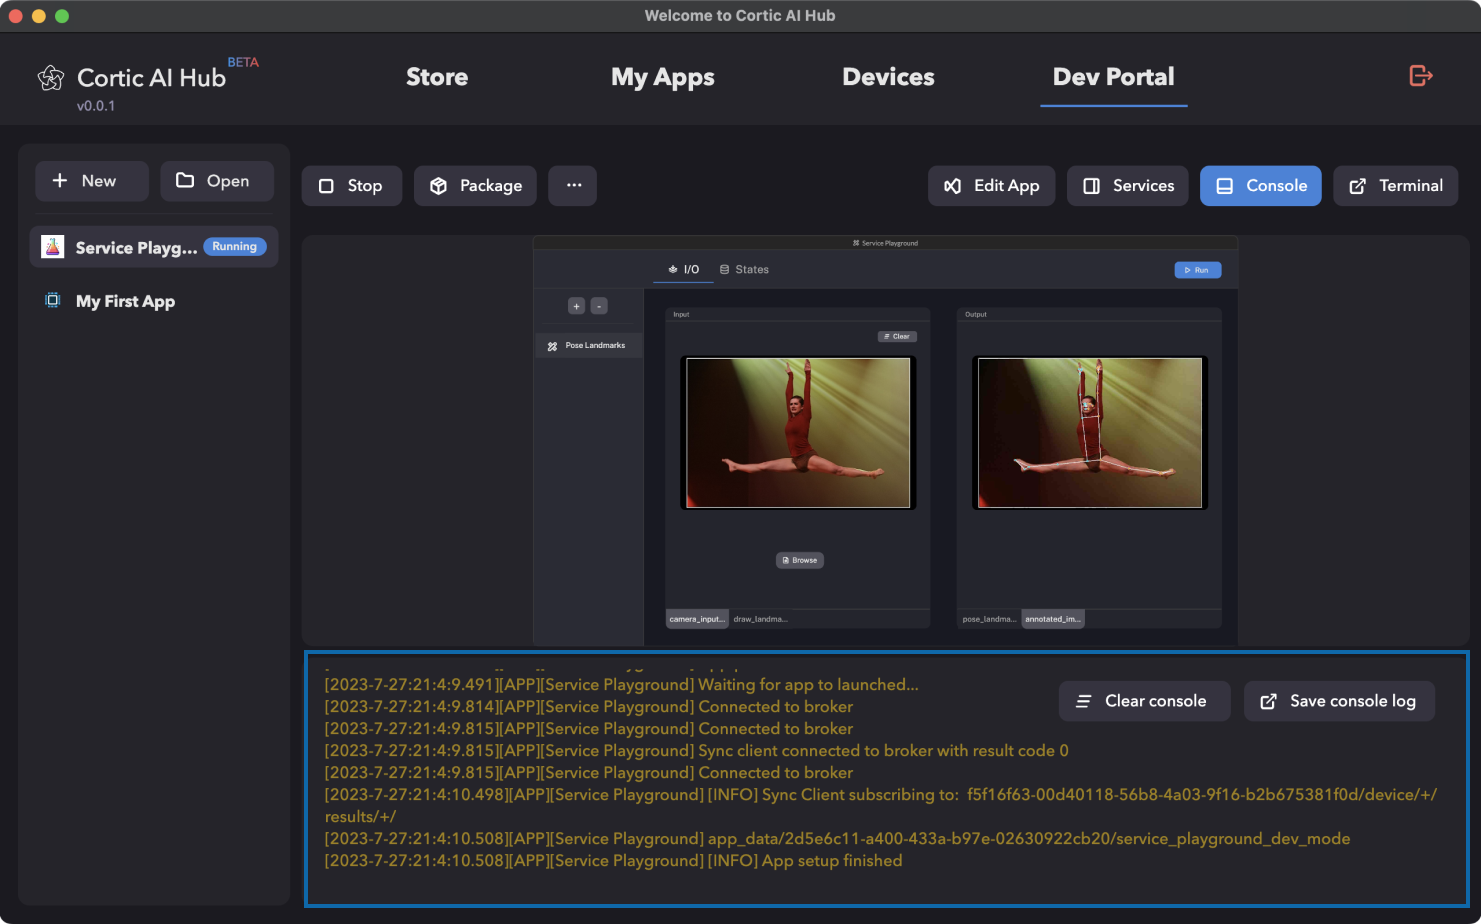 Welcome to Cortic AI Hub
Cortic AI Hub BETA
v0.0.1
Store
My Apps
Devices
Dev Portal
New
Open
Service Playg... Running
My First App
Stop
Package
...
Edit App
Services
Console
Terminal
Service Playground
I/O
States
Run
+ -
Pose Landmarks
Input
Clear
Browse
camera_input... draw_landma...
Output
pose_landma... annotated_im...
[2023-7-27:21:4:9.491][APP][Service Playground] Waiting for app to launched...
[2023-7-27:21:4:9.814][APP][Service Playground] Connected to broker
[2023-7-27:21:4:9.815][APP][Service Playground] Connected to broker
[2023-7-27:21:4:9.815][APP][Service Playground] Sync client connected to broker with result code 0
[2023-7-27:21:4:9.815][APP][Service Playground] Connected to broker
[2023-7-27:21:4:10.498][APP][Service Playground] [INFO] Sync Client subscribing to:  f5f16f63-00d40118-56b8-4a03-9f16-b2b675381f0d/device/+/
results/+/
[2023-7-27:21:4:10.508][APP][Service Playground] app_data/2d5e6c11-a400-433a-b97e-02630922cb20/service_playground_dev_mode
[2023-7-27:21:4:10.508][APP][Service Playground] [INFO] App setup finished
Clear console
Save console log